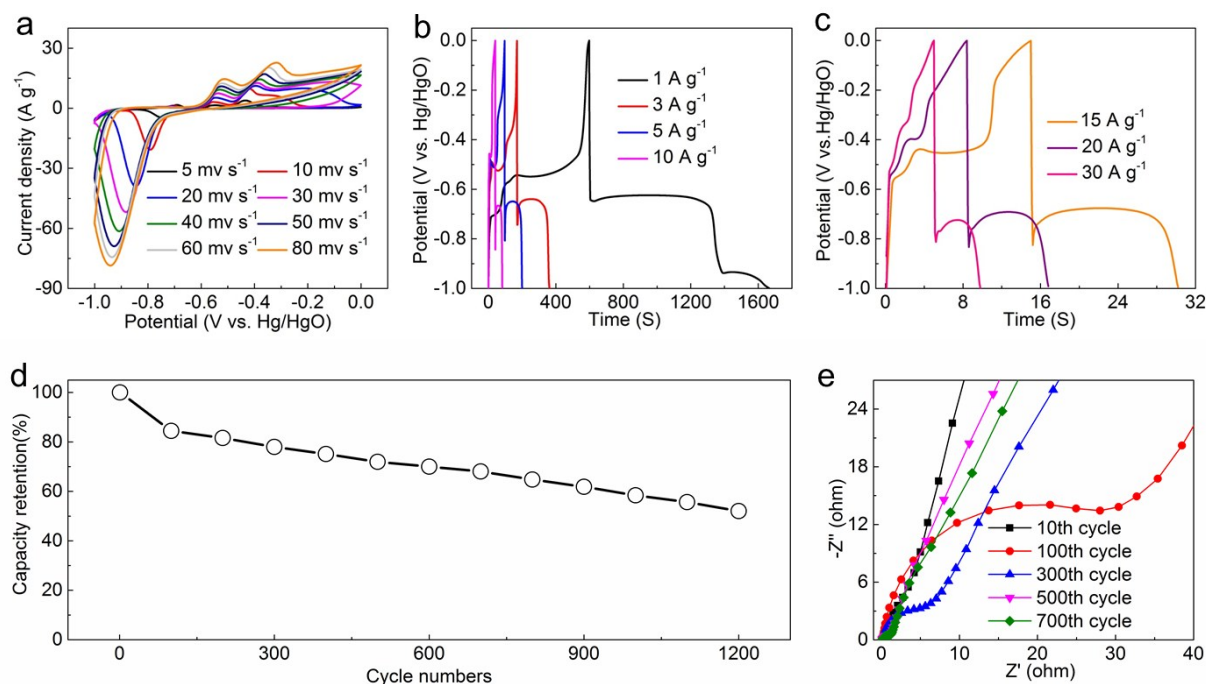 a
Current density (A g⁻¹)
30
0
-30
-60
-90
5 mv s⁻¹
10 mv s⁻¹
20 mv s⁻¹
30 mv s⁻¹
40 mv s⁻¹
50 mv s⁻¹
60 mv s⁻¹
80 mv s⁻¹
-1.0
-0.8
-0.6
-0.4
-0.2
0.0
Potential (V vs. Hg/HgO)
b
Potential (V vs. Hg/HgO)
0.0
-0.2
-0.4
-0.6
-0.8
-1.0
1 A g⁻¹
3 A g⁻¹
5 A g⁻¹
10 A g⁻¹
0
400
800
1200
1600
Time (S)
c
Potential (V vs. Hg/HgO)
0.0
-0.2
-0.4
-0.6
-0.8
-1.0
15 A g⁻¹
20 A g⁻¹
30 A g⁻¹
0
8
16
24
32
Time (S)
d
Capacity retention(%)
100
80
60
40
20
0
0
300
600
900
1200
Cycle numbers
e
-Z'' (ohm)
24
18
12
6
0
10th cycle
100th cycle
300th cycle
500th cycle
700th cycle
0
10
20
30
40
Z' (ohm)